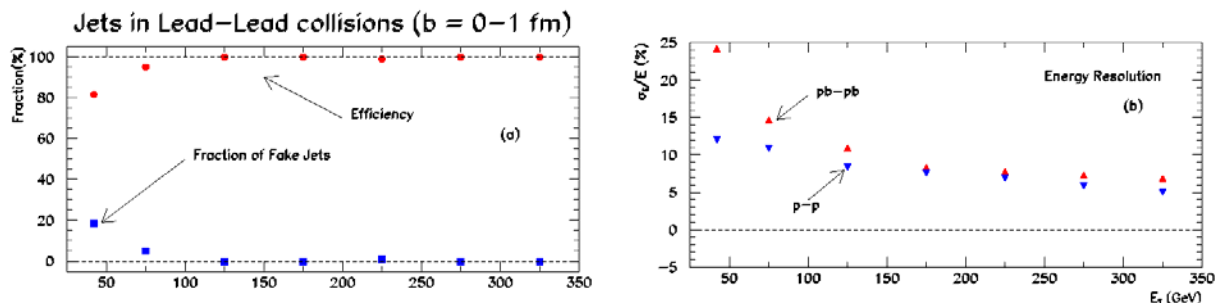 Jets in Lead-Lead collisions (b = 0-1 fm)
Fraction(%)
100
80
60
40
20
0
Efficiency
(a)
Fraction of Fake Jets
50 100 150 200 250 300 350
σE/E (%)
25
20
15
10
5
0
-5
Energy Resolution
pb-pb
(b)
p-p
50 100 150 200 250 300 350
ET (GeV)